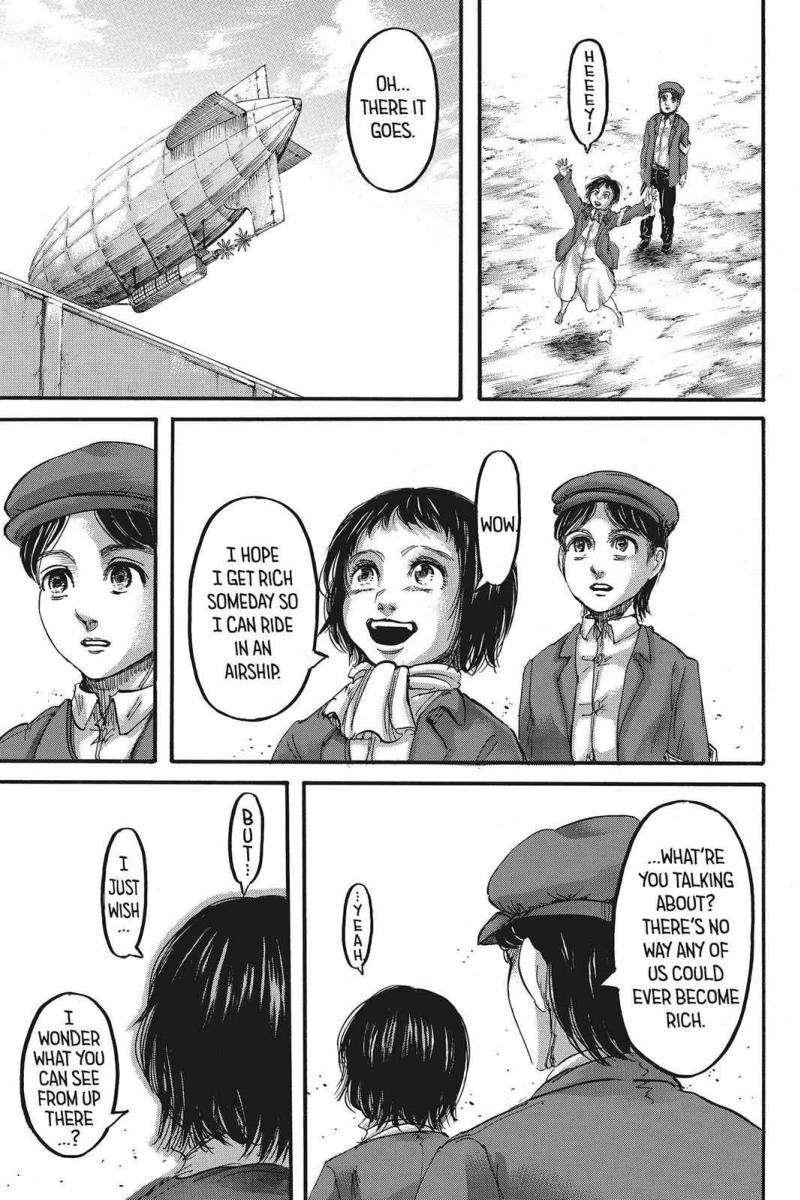 HEEEY!
OH...
THERE IT
GOES.
WOW.
I HOPE
I GET RICH
SOMEDAY SO
I CAN RIDE
IN AN
AIRSHIP.
...WHAT'RE
YOU TALKING
ABOUT?
THERE'S NO
WAY ANY OF
US COULD
EVER BECOME
RICH.
...YEAH.
BUT...
I
JUST
WISH
...
I
WONDER
WHAT YOU
CAN SEE
FROM UP
THERE
...?